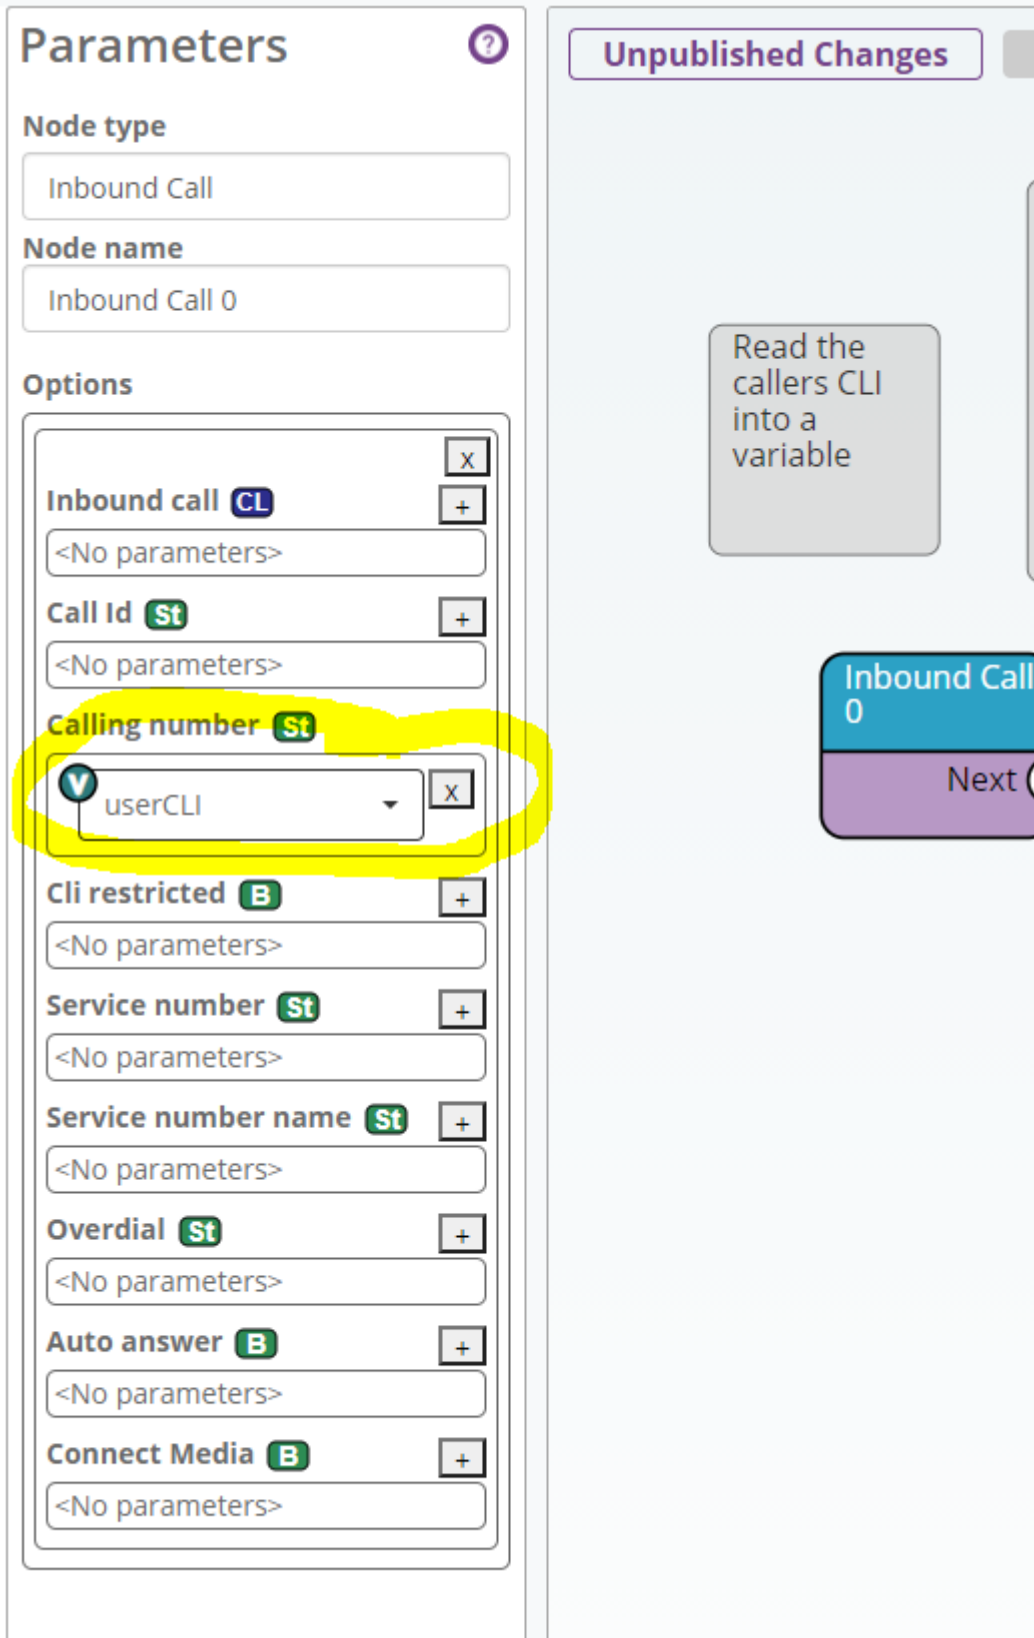 Parameters ?
Node type
Inbound Call
Node name
Inbound Call 0
Options
x
Inbound call CL +
<No parameters>
Call Id St +
<No parameters>
Calling number St
V userCLI x
Cli restricted B +
<No parameters>
Service number St +
<No parameters>
Service number name St +
<No parameters>
Overdial St +
<No parameters>
Auto answer B +
<No parameters>
Connect Media B +
<No parameters>
Unpublished Changes
Read the
callers CLI
into a
variable
Inbound Call
0
Next